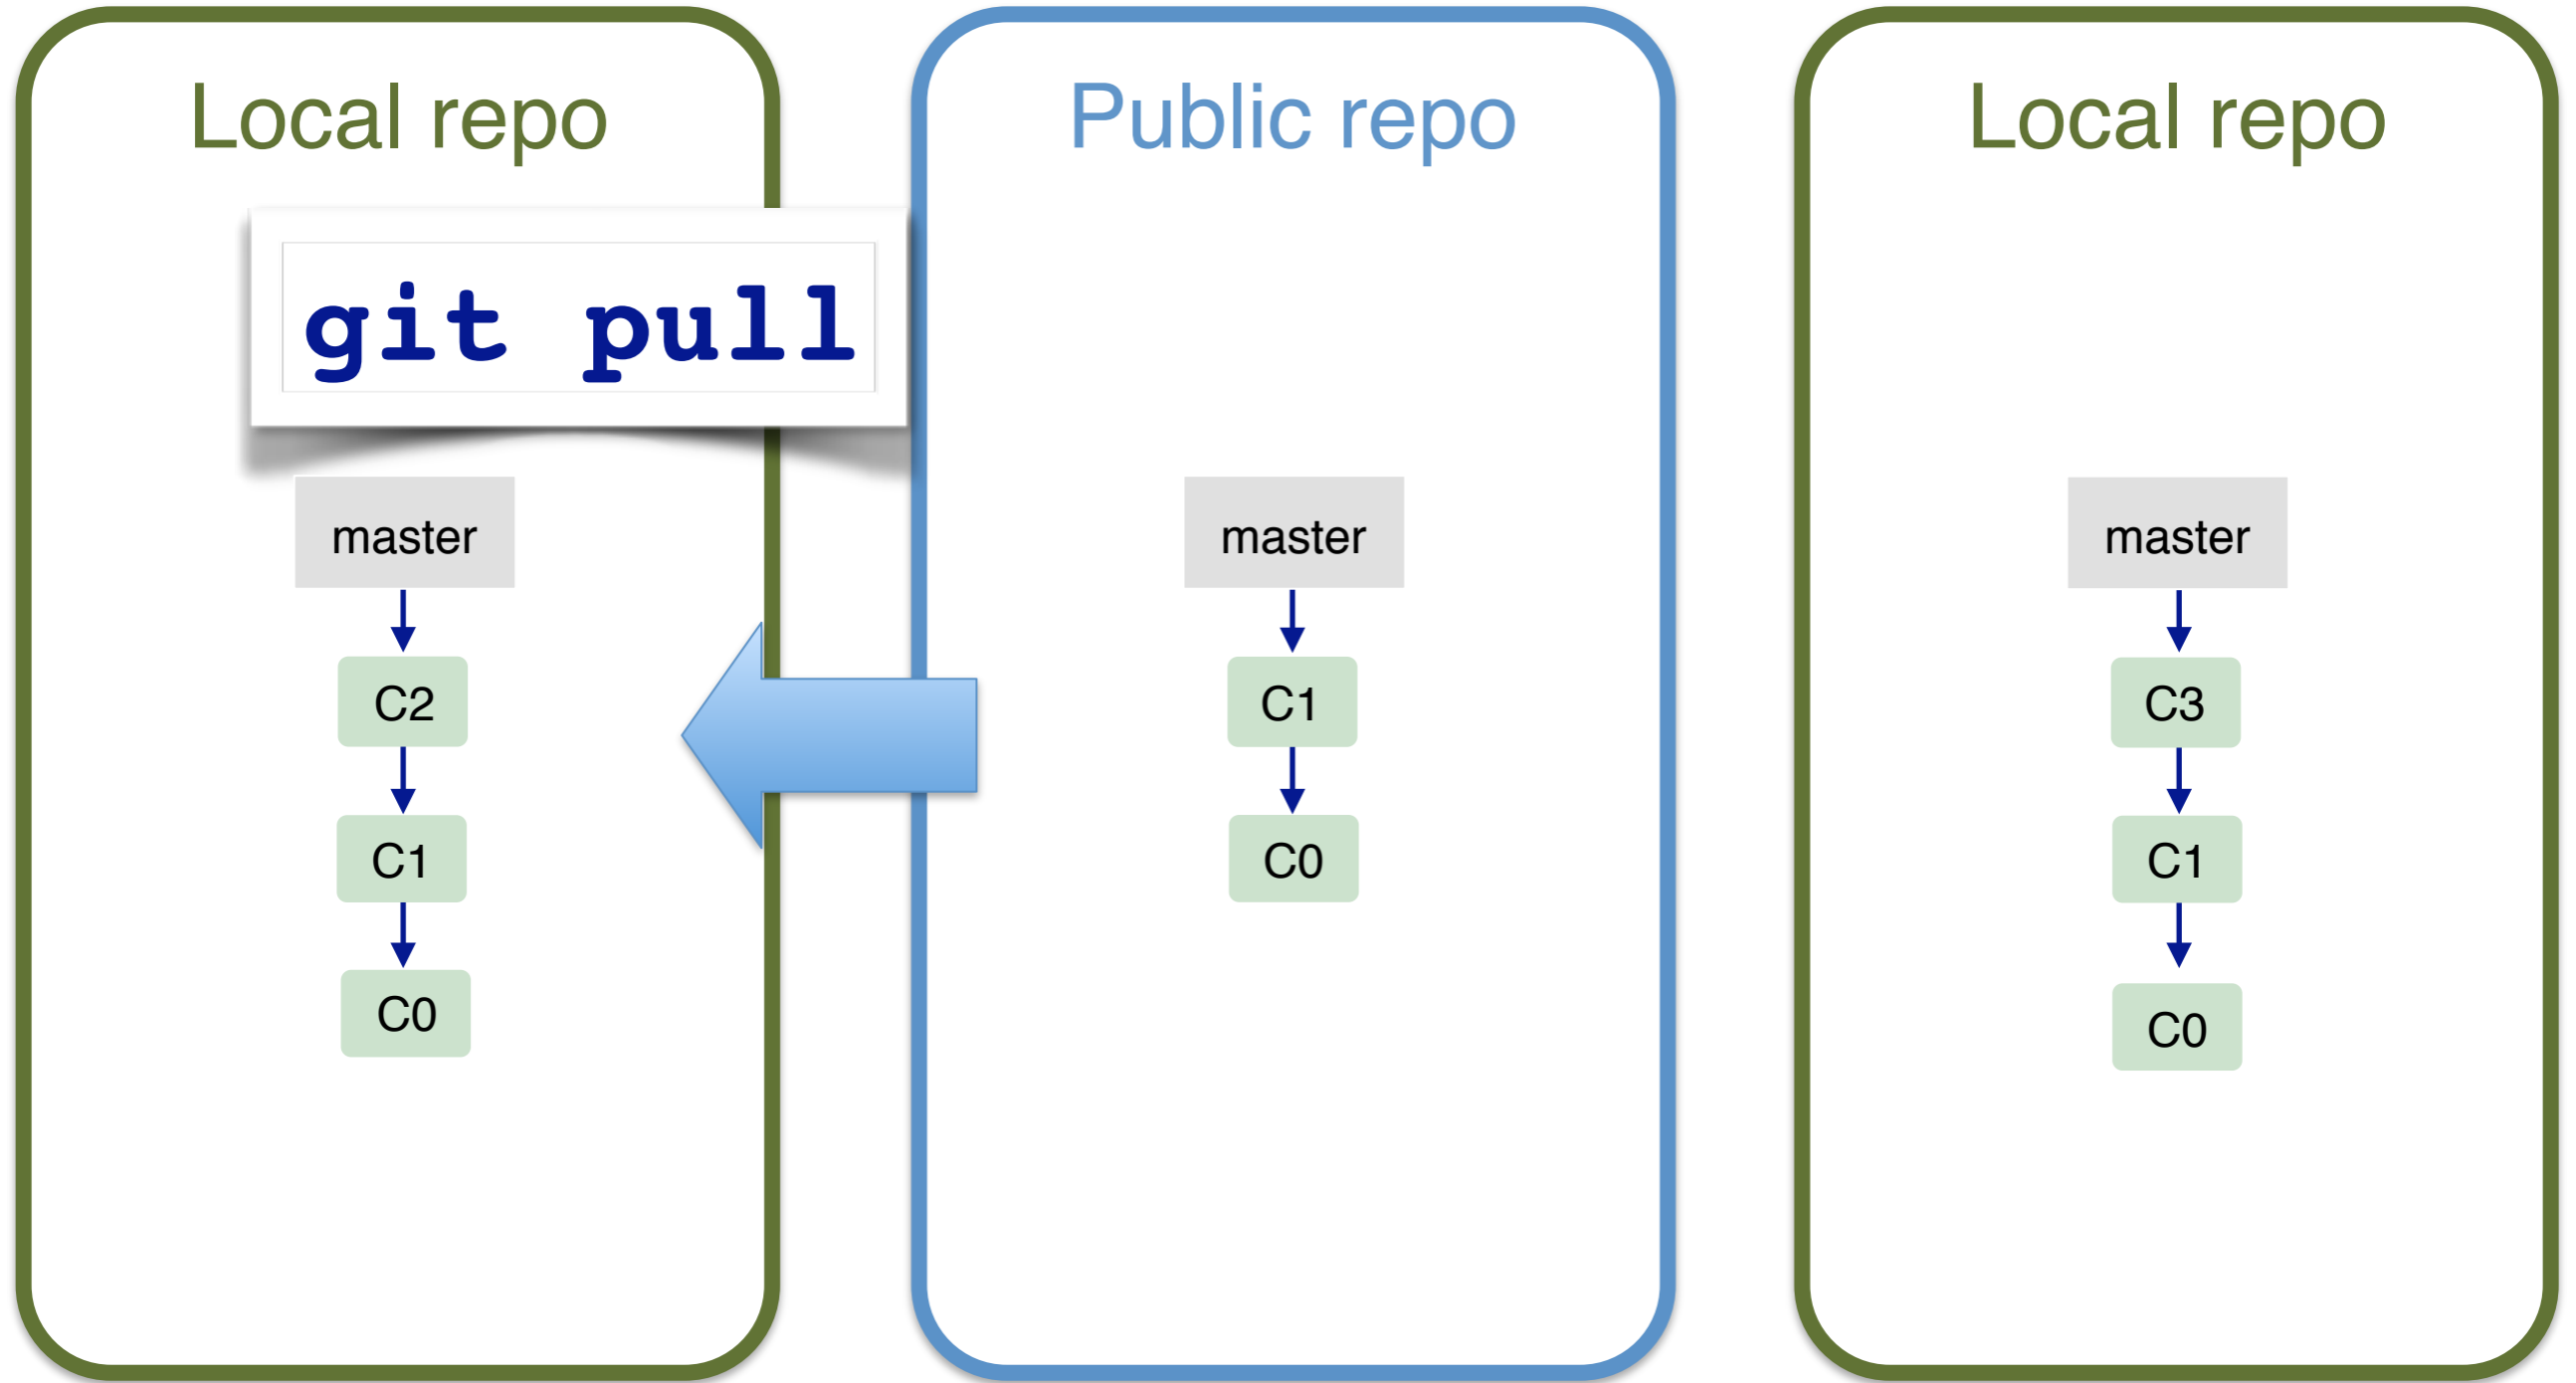 Local repo
git pull
master
C2
C1
C0
Public repo
master
C1
C0
Local repo
master
C3
C1
C0